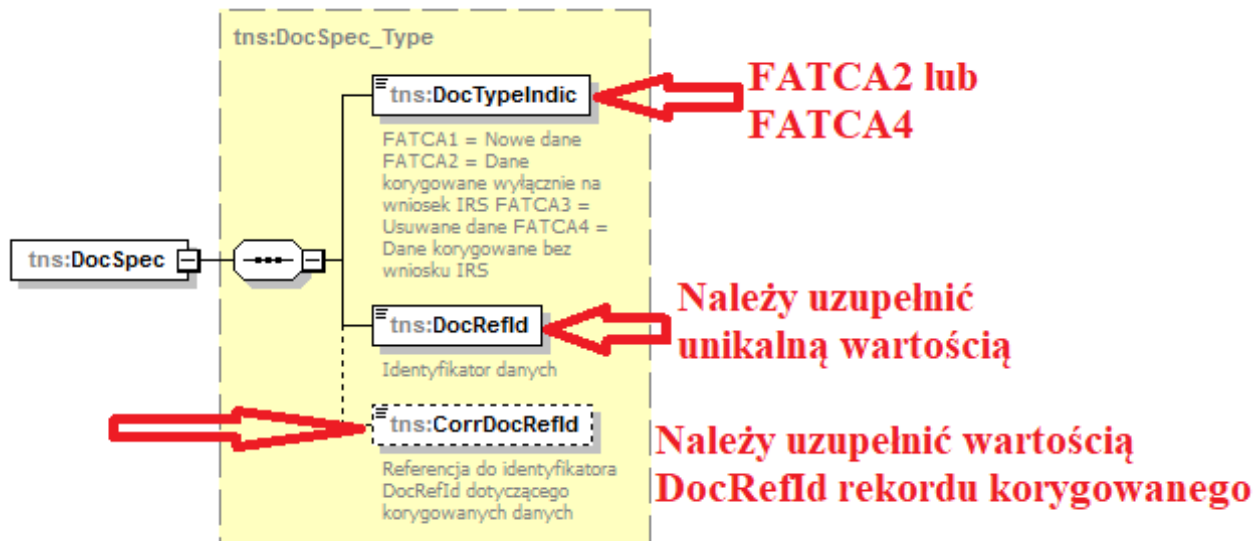 tns:DocSpec_Type
tns:DocTypeIndic
FATCA2 lub
FATCA4
FATCA1 = Nowe dane
FATCA2 = Dane
korygowane wyłącznie na
wniosek IRS FATCA3 =
Usuwane dane FATCA4 =
Dane korygowane bez
wniosku IRS
tns:DocSpec
tns:DocRefId
Należy uzupełnić
unikalną wartością
Identyfikator danych
tns:CorrDocRefId
Należy uzupełnić wartością
DocRefId rekordu korygowanego
Referencja do identyfikatora
DocRefId dotyczącego
korygowanych danych